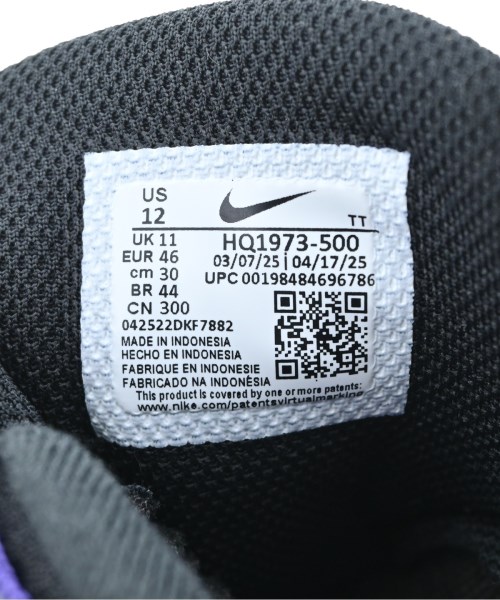 US
12
TT
UK 11
EUR 46
cm 30
BR 44
CN 300
HQ1973-500
03/07/25 | 04/17/25
UPC 00198484696786
042522DKF7882
MADE IN INDONESIA
HECHO EN INDONESIA
FABRIQUE EN INDONESIE
FABRICADO NA INDONÉSIA
This product is covered by one or more patents:
www.nike.com/patentsvirtualmarking